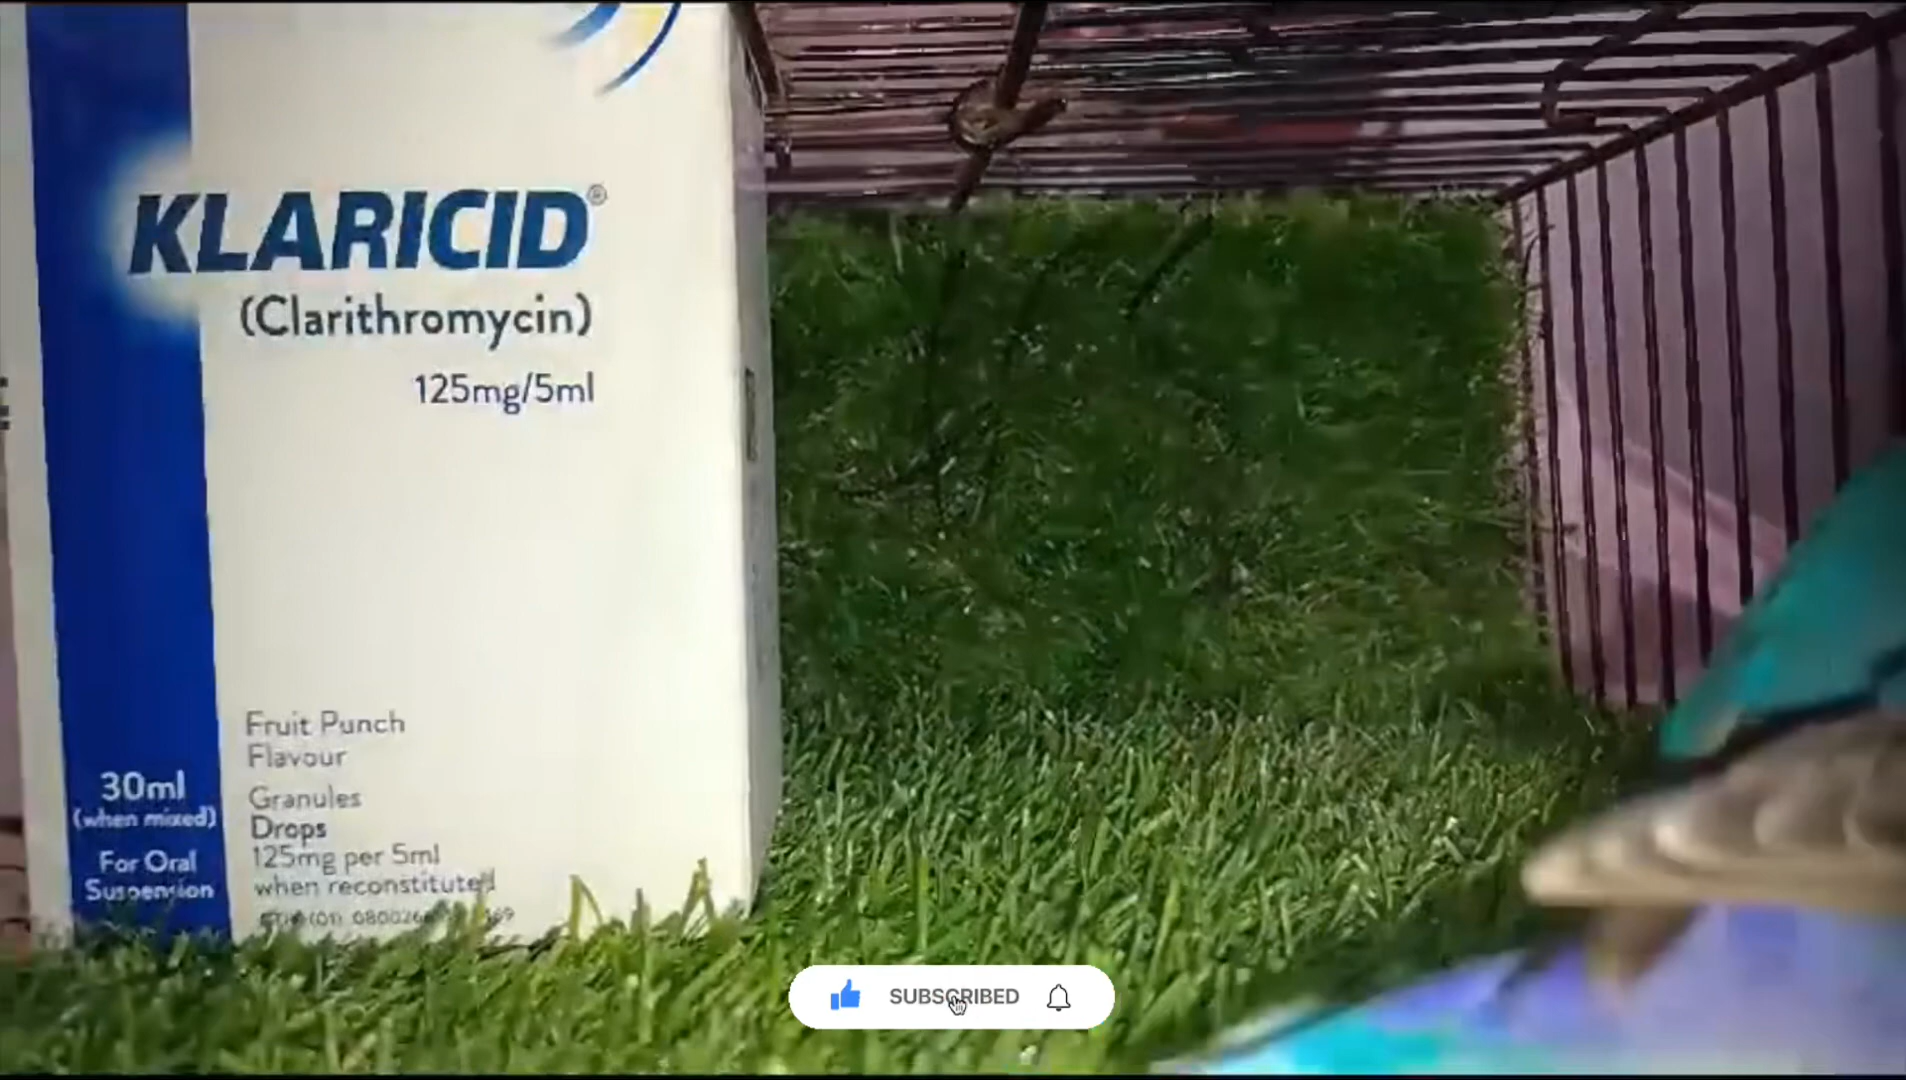 KLARICID®
(Clarithromycin)
125mg/5ml
Fruit Punch
Flavour
Granules
Drops
125mg per 5ml
when reconstituted
30ml
(when mixed)
For Oral
Suspension
SUBSCRIBED